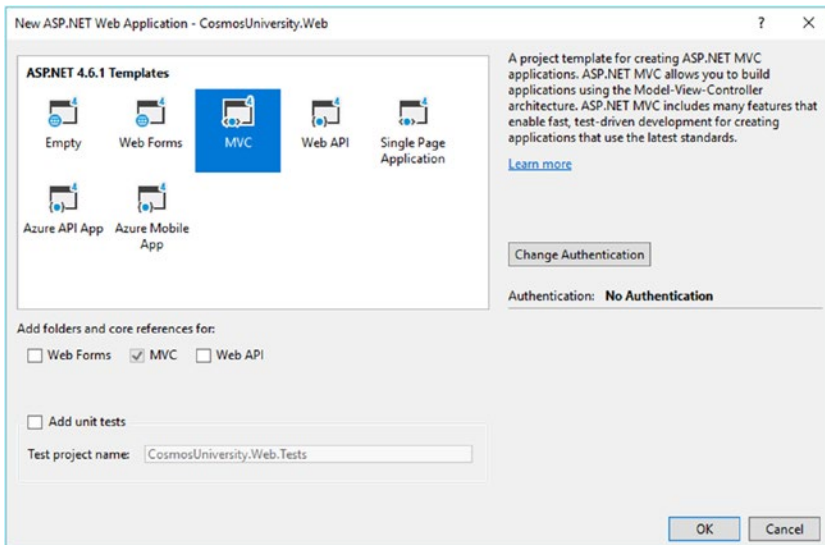 New ASP.NET Web Application - CosmosUniversity.Web
ASP.NET 4.6.1 Templates
Empty
Web Forms
MVC
Web API
Single Page
Application
Azure API App
Azure Mobile
App
A project template for creating ASP.NET MVC
applications. ASP.NET MVC allows you to build
applications using the Model-View-Controller
architecture. ASP.NET MVC includes many features that
enable fast, test-driven development for creating
applications that use the latest standards.
Learn more
Change Authentication
Authentication: No Authentication
Add folders and core references for:
Web Forms MVC Web API
Add unit tests
Test project name: CosmosUniversity.Web.Tests
OK Cancel